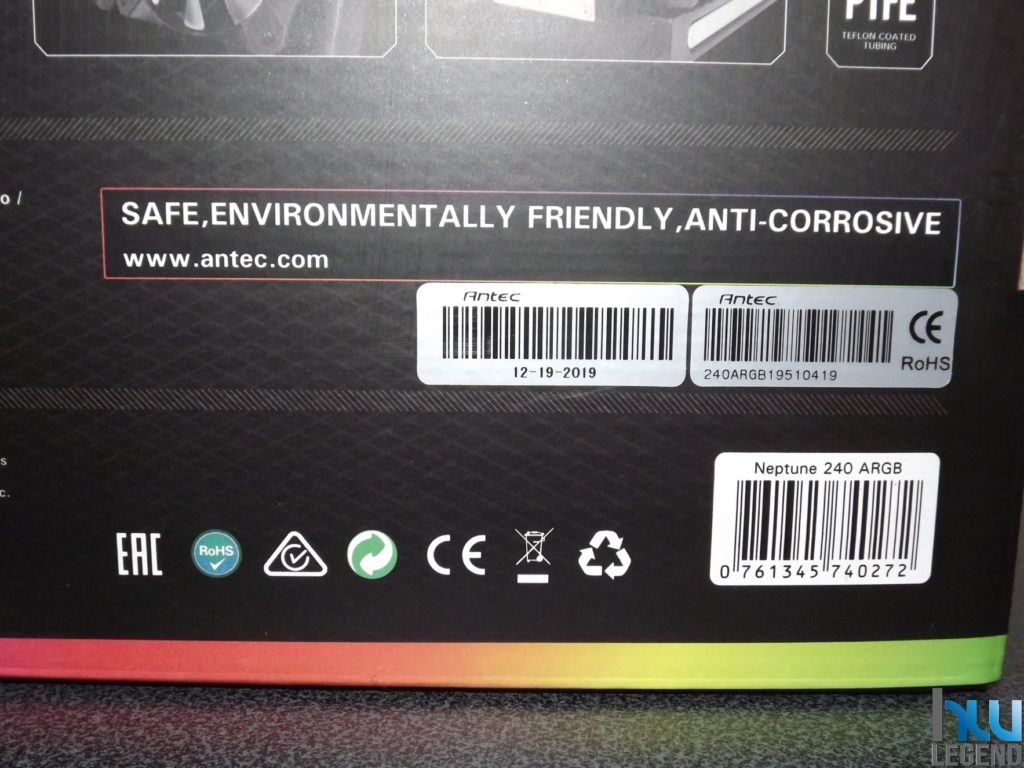 PTFE
TEFLON COATED
TUBING
o /
SAFE,ENVIRONMENTALLY FRIENDLY,ANTI-CORROSIVE
www.antec.com
Antec
12-19-2019
Antec
240ARGB19510419
CE
RoHS
s
c.
Neptune 240 ARGB
0 761345 740272
EAC
RoHS
CE
HW
LEGEND